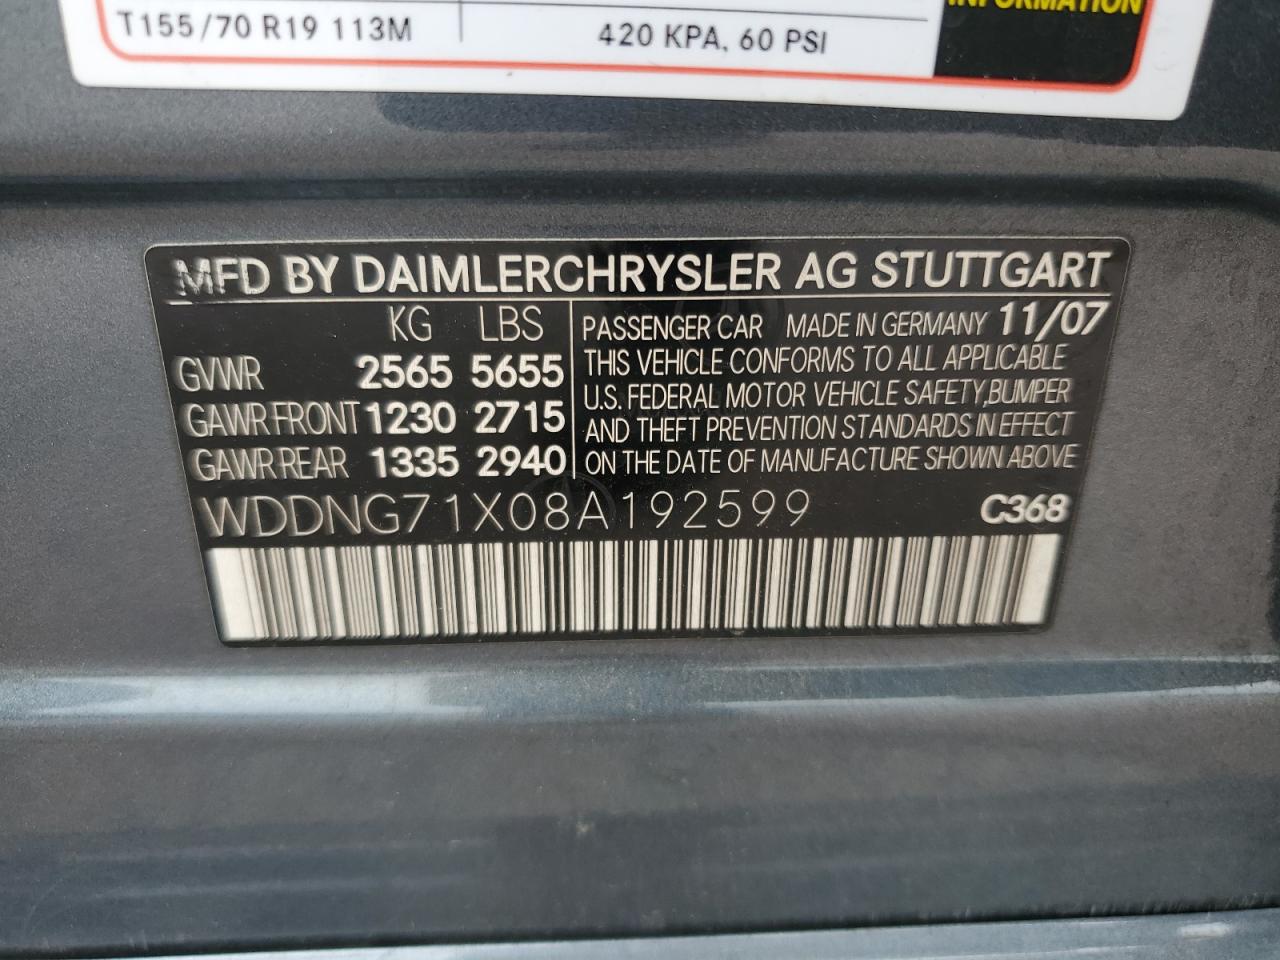 INFORMATION
T155/70 R19 113M 420 KPA, 60 PSI
MFD BY DAIMLERCHRYSLER AG STUTTGART
KG LBS
GVWR 2565 5655
GAWR FRONT 1230 2715
GAWR REAR 1335 2940
PASSENGER CAR MADE IN GERMANY 11/07
THIS VEHICLE CONFORMS TO ALL APPLICABLE
U.S. FEDERAL MOTOR VEHICLE SAFETY,BUMPER
AND THEFT PREVENTION STANDARDS IN EFFECT
ON THE DATE OF MANUFACTURE SHOWN ABOVE
WDDNG71X08A192599 C368